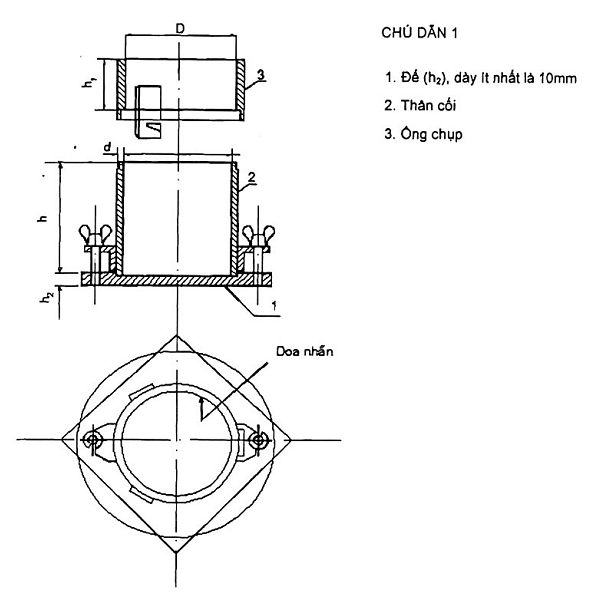 D
CHÚ DẪN 1
h₁
3
1. Đế (h₂), dày ít nhất là 10mm
2. Thân cối
3. Ống chụp
d
2
h
h₂
1
Doa nhẵn